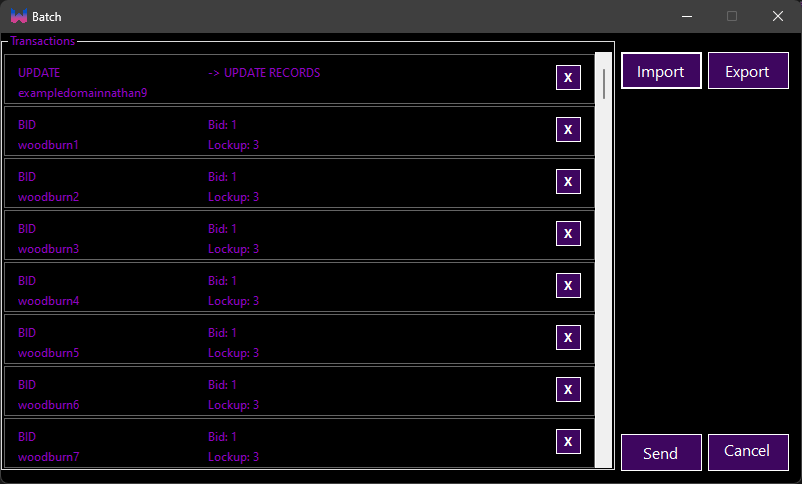 Batch
Transactions
UPDATE -> UPDATE RECORDS X
exampledomainnathan9
BID Bid: 1 X
woodburn1 Lockup: 3
BID Bid: 1 X
woodburn2 Lockup: 3
BID Bid: 1 X
woodburn3 Lockup: 3
BID Bid: 1 X
woodburn4 Lockup: 3
BID Bid: 1 X
woodburn5 Lockup: 3
BID Bid: 1 X
woodburn6 Lockup: 3
BID Bid: 1 X
woodburn7 Lockup: 3
Import Export
Send Cancel